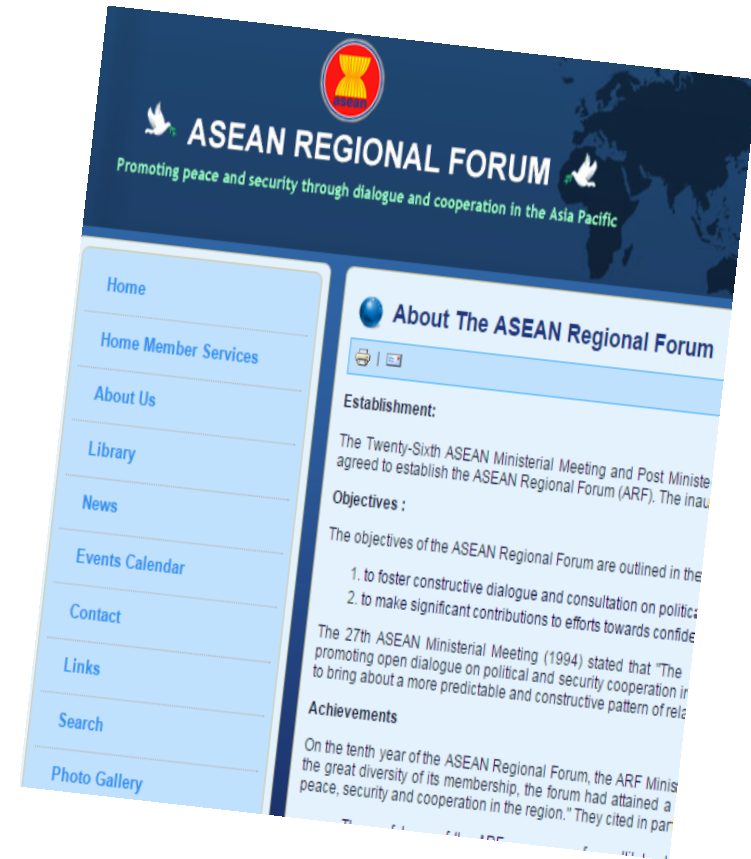 asean
ASEAN REGIONAL FORUM
Promoting peace and security through dialogue and cooperation in the Asia Pacific
Home
Home Member Services
About Us
Library
News
Events Calendar
Contact
Links
Search
Photo Gallery
About The ASEAN Regional Forum
|
Establishment:
The Twenty-Sixth ASEAN Ministerial Meeting and Post Ministe
agreed to establish the ASEAN Regional Forum (ARF). The inau
Objectives :
The objectives of the ASEAN Regional Forum are outlined in the
1. to foster constructive dialogue and consultation on politica
2. to make significant contributions to efforts towards confide
The 27th ASEAN Ministerial Meeting (1994) stated that "The
promoting open dialogue on political and security cooperation in
to bring about a more predictable and constructive pattern of rela
Achievements
On the tenth year of the ASEAN Regional Forum, the ARF Minis
the great diversity of its membership, the forum had attained a
peace, security and cooperation in the region." They cited in par